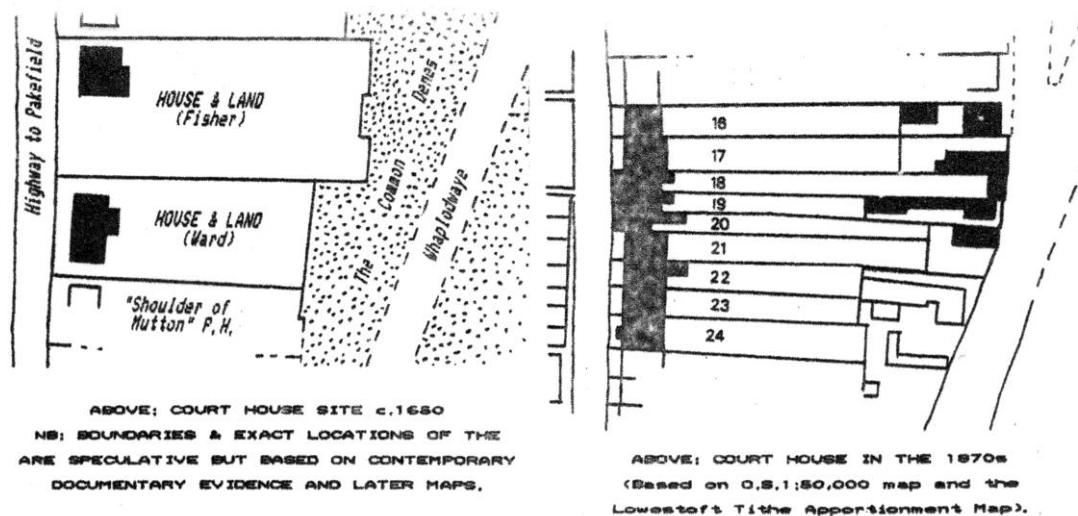 Highway to Pakefield
HOUSE & LAND
(Fisher)
HOUSE & LAND
(Ward)
"Shoulder of
Mutton" P.H.
The Common Denes
Whaplodwaye
ABOVE; COURT HOUSE SITE c.1680
NB; BOUNDARIES & EXACT LOCATIONS OF THE
ARE SPECULATIVE BUT BASED ON CONTEMPORARY
DOCUMENTARY EVIDENCE AND LATER MAPS.
16
17
18
19
20
21
22
23
24
ABOVE; COURT HOUSE IN THE 1870s
(Based on O.S.1;50,000 map and the
Lowestoft Tithe Apportionment Map).